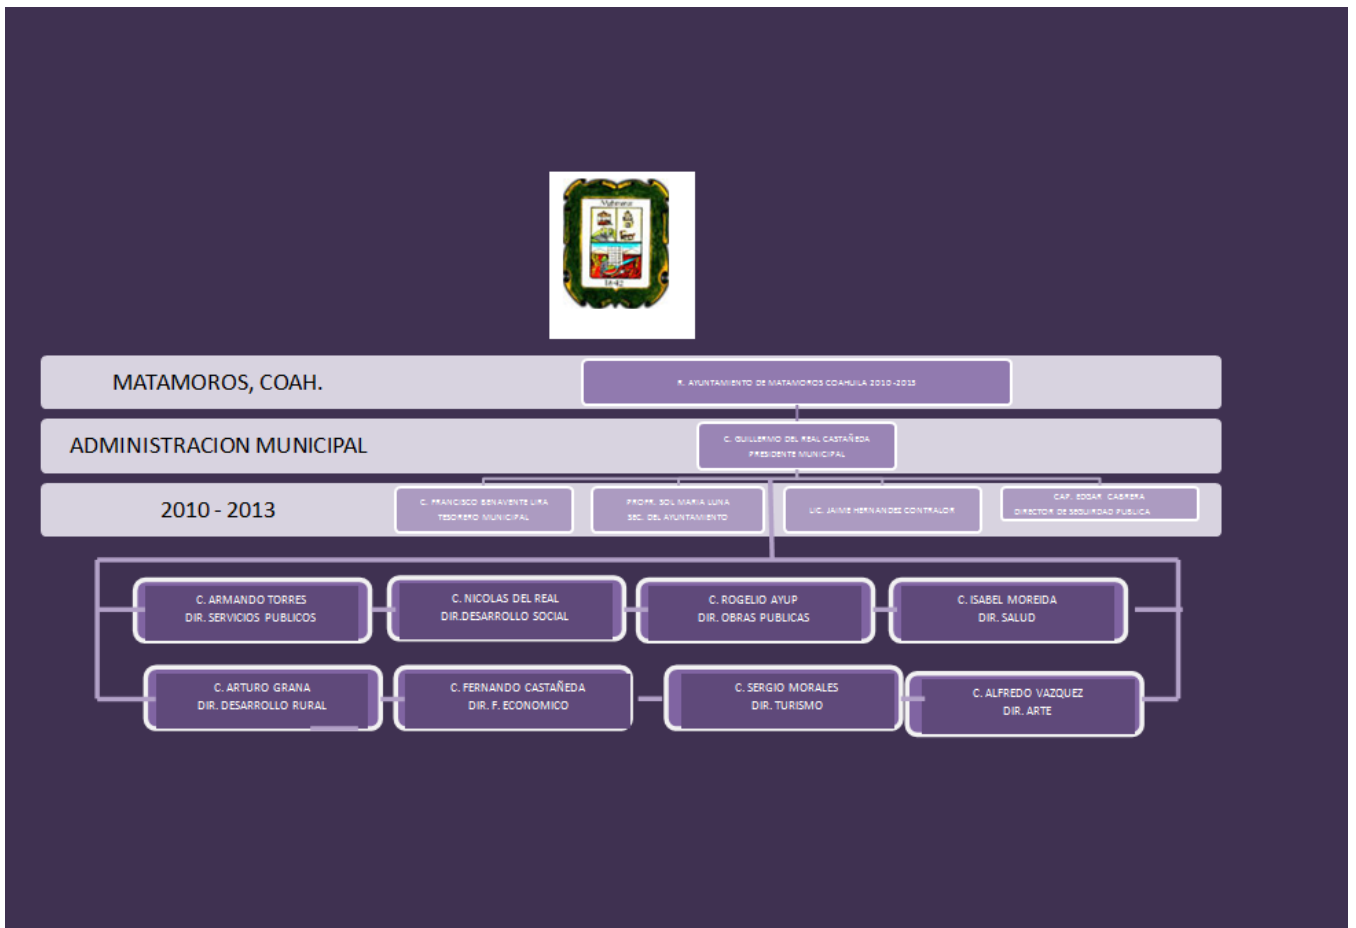 Matamoros
1842
MATAMOROS, COAH.
R. AYUNTAMIENTO DE MATAMOROS COAHUILA 2010 -2013
ADMINISTRACION MUNICIPAL
C. GUILLERMO DEL REAL CASTAÑEDA
PRESIDENTE MUNICIPAL
2010 - 2013
C. FRANCISCO BENAVENTE LIRA
TESORERO MUNICIPAL
PROFR. SOL MARIA LUNA
SEC. DEL AYUNTAMIENTO
LIC. JAIME HERNANDEZ CONTRALOR
CAP. EDGAR CABRERA
DIRECTOR DE SEGUIRDAD PUBLICA
C. ARMANDO TORRES
DIR. SERVICIOS PUBLICOS
C. NICOLAS DEL REAL
DIR.DESARROLLO SOCIAL
C. ROGELIO AYUP
DIR. OBRAS PUBLICAS
C. ISABEL MOREIDA
DIR. SALUD
C. ARTURO GRANA
DIR. DESARROLLO RURAL
C. FERNANDO CASTAÑEDA
DIR. F. ECONOMICO
C. SERGIO MORALES
DIR. TURISMO
C. ALFREDO VAZQUEZ
DIR. ARTE